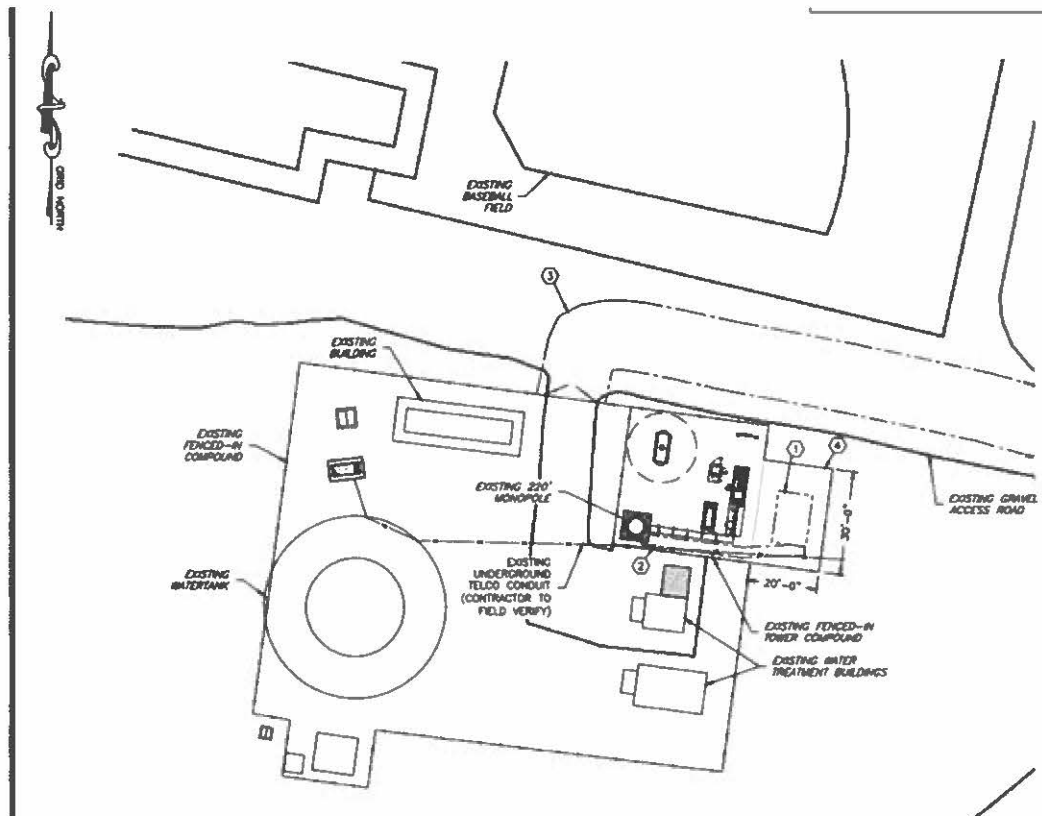 GRID NORTH
EXISTING
BASEBALL
FIELD
3
EXISTING
BUILDING
EXISTING
FENCED-IN
COMPOUND
1
4
EXISTING 220'
MONOPOLE
30'-0"
EXISTING GRAVEL
ACCESS ROAD
EXISTING
WATERTANK
EXISTING
UNDERGROUND
TELCO CONDUIT
(CONTRACTOR TO
FIELD VERIFY)
2
20'-0"
EXISTING FENCED-IN
TOWER COMPOUND
EXISTING WATER
TREATMENT BUILDINGS